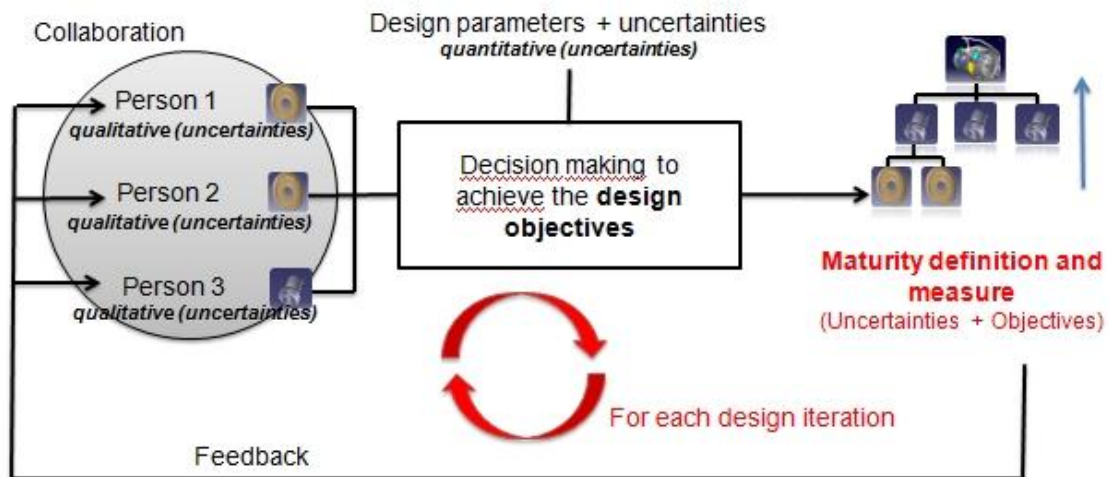 Collaboration
Person 1
qualitative (uncertainties)
Person 2
qualitative (uncertainties)
Person 3
qualitative (uncertainties)
Design parameters + uncertainties
quantitative (uncertainties)
Decision making to
achieve the design
objectives
Maturity definition and
measure
(Uncertainties + Objectives)
For each design iteration
Feedback